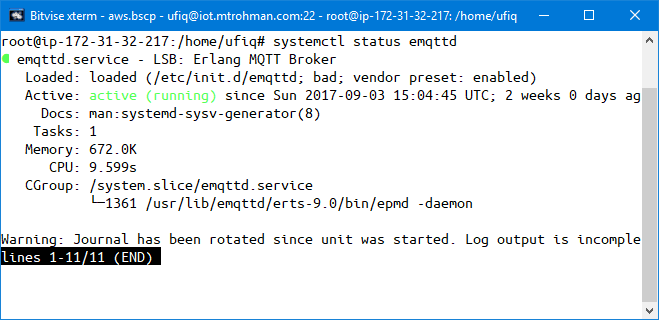 Bitvise xterm - aws.bscp - ufiq@iot.mtrohman.com:22 - root@ip-172-31-32-217: /home/ufiq
root@ip-172-31-32-217:/home/ufiq# systemctl status emqttd
● emqttd.service - LSB: Erlang MQTT Broker
   Loaded: loaded (/etc/init.d/emqttd; bad; vendor preset: enabled)
   Active: active (running) since Sun 2017-09-03 15:04:45 UTC; 2 weeks 0 days ag
     Docs: man:systemd-sysv-generator(8)
    Tasks: 1
   Memory: 672.0K
      CPU: 9.599s
   CGroup: /system.slice/emqttd.service
           └─1361 /usr/lib/emqttd/erts-9.0/bin/epmd -daemon
Warning: Journal has been rotated since unit was started. Log output is incomple
lines 1-11/11 (END)